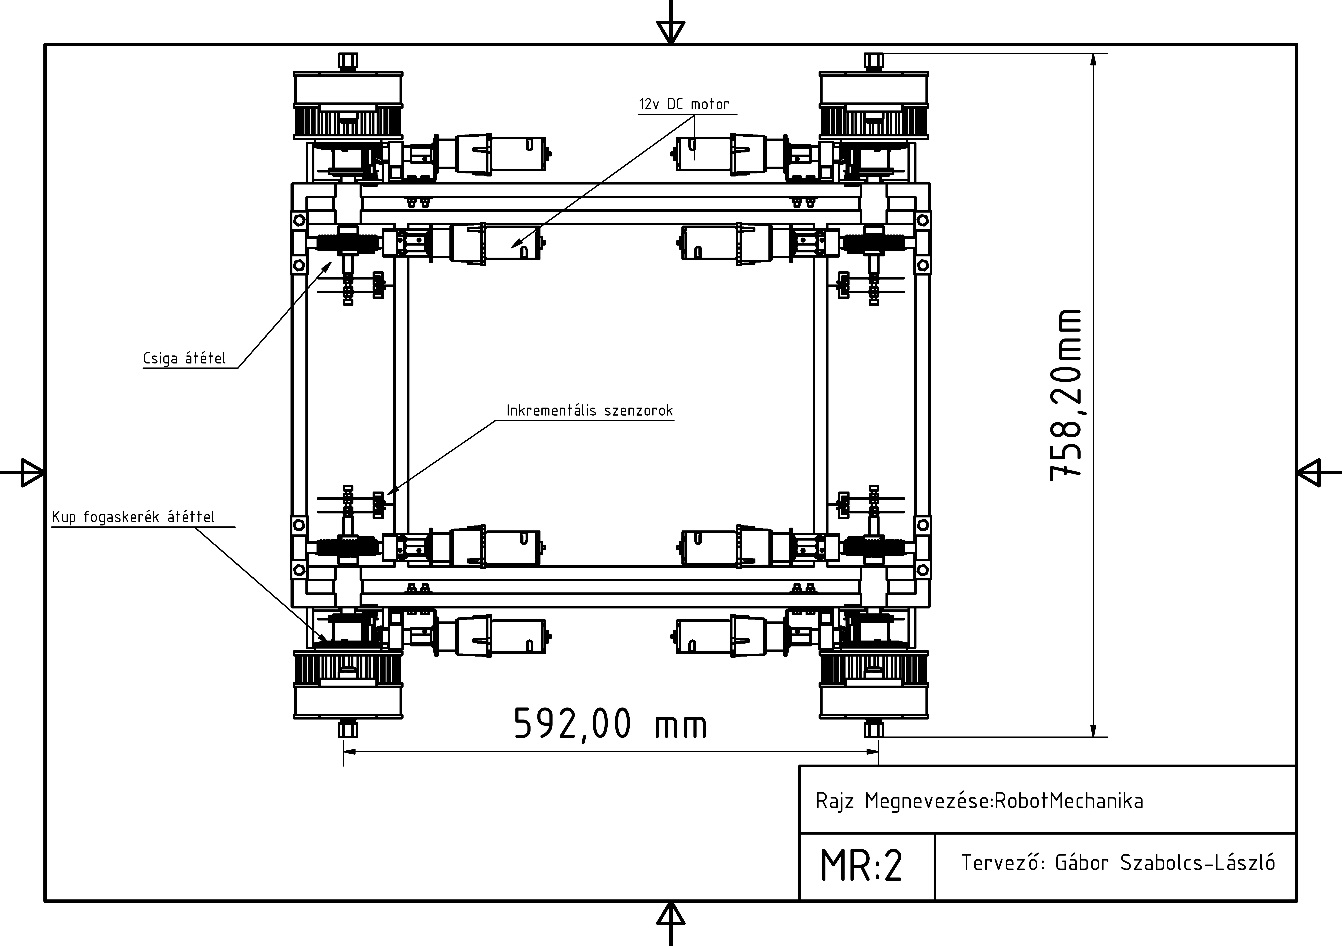 12v DC motor
Csiga átétel
Inkrementális szenzorok
Kup fogaskerék átéttel
758,20mm
592,00 mm
Rajz Megnevezése:RobotMechanika
MR:2
Tervező: Gábor Szabolcs-László